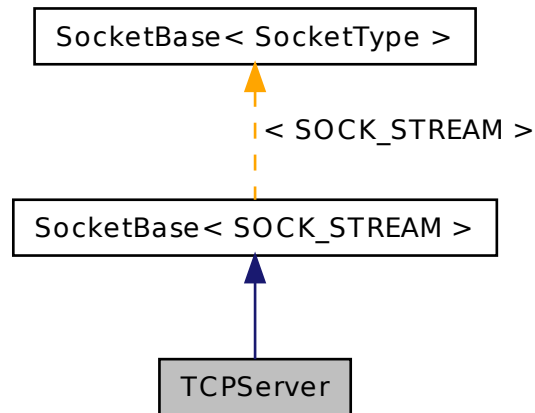 SocketBase< SocketType >
< SOCK_STREAM >
SocketBase< SOCK_STREAM >
TCPServer